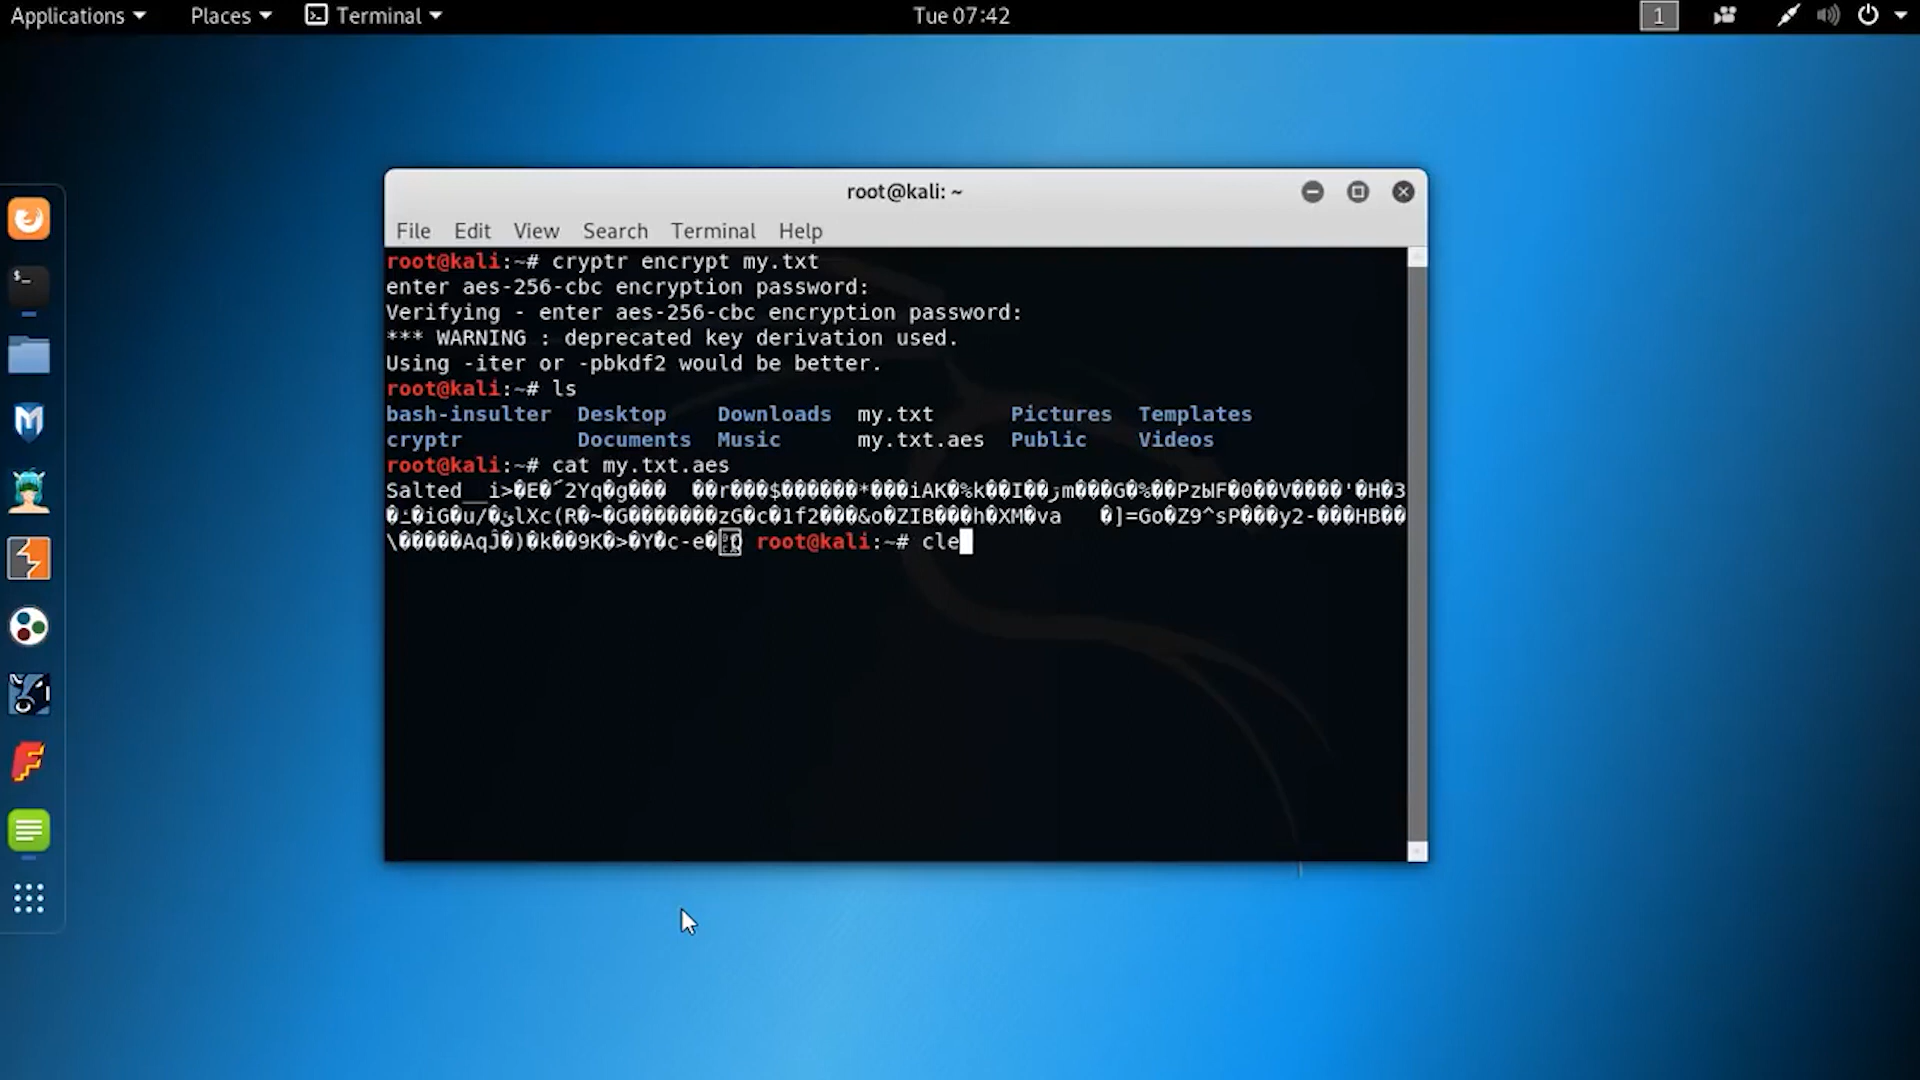 Applications Places Terminal Tue 07:42 1
root@kali: ~
File Edit View Search Terminal Help
root@kali:~# cryptr encrypt my.txt
enter aes-256-cbc encryption password:
Verifying - enter aes-256-cbc encryption password:
*** WARNING : deprecated key derivation used.
Using -iter or -pbkdf2 would be better.
root@kali:~# ls
bash-insulter Desktop Downloads my.txt Pictures Templates
cryptr Documents Music my.txt.aes Public Videos
root@kali:~# cat my.txt.aes
Salted__i>�E�
root@kali:~# cle